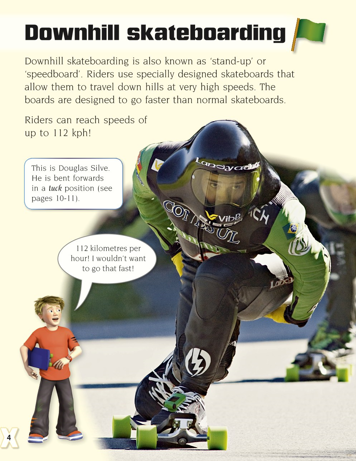 Downhill skateboarding
Downhill skateboarding is also known as 'stand-up' or
'speedboard'. Riders use specially designed skateboards that
allow them to travel down hills at very high speeds. The
boards are designed to go faster than normal skateboards.
Riders can reach speeds of
up to 112 kph!
This is Douglas Silve.
He is bent forwards
in a tuck position (see
pages 10-11).
Landyachtz
Vibe
CONSUL
112 kilometres per
hour! I wouldn't want
to go that fast!
X
4